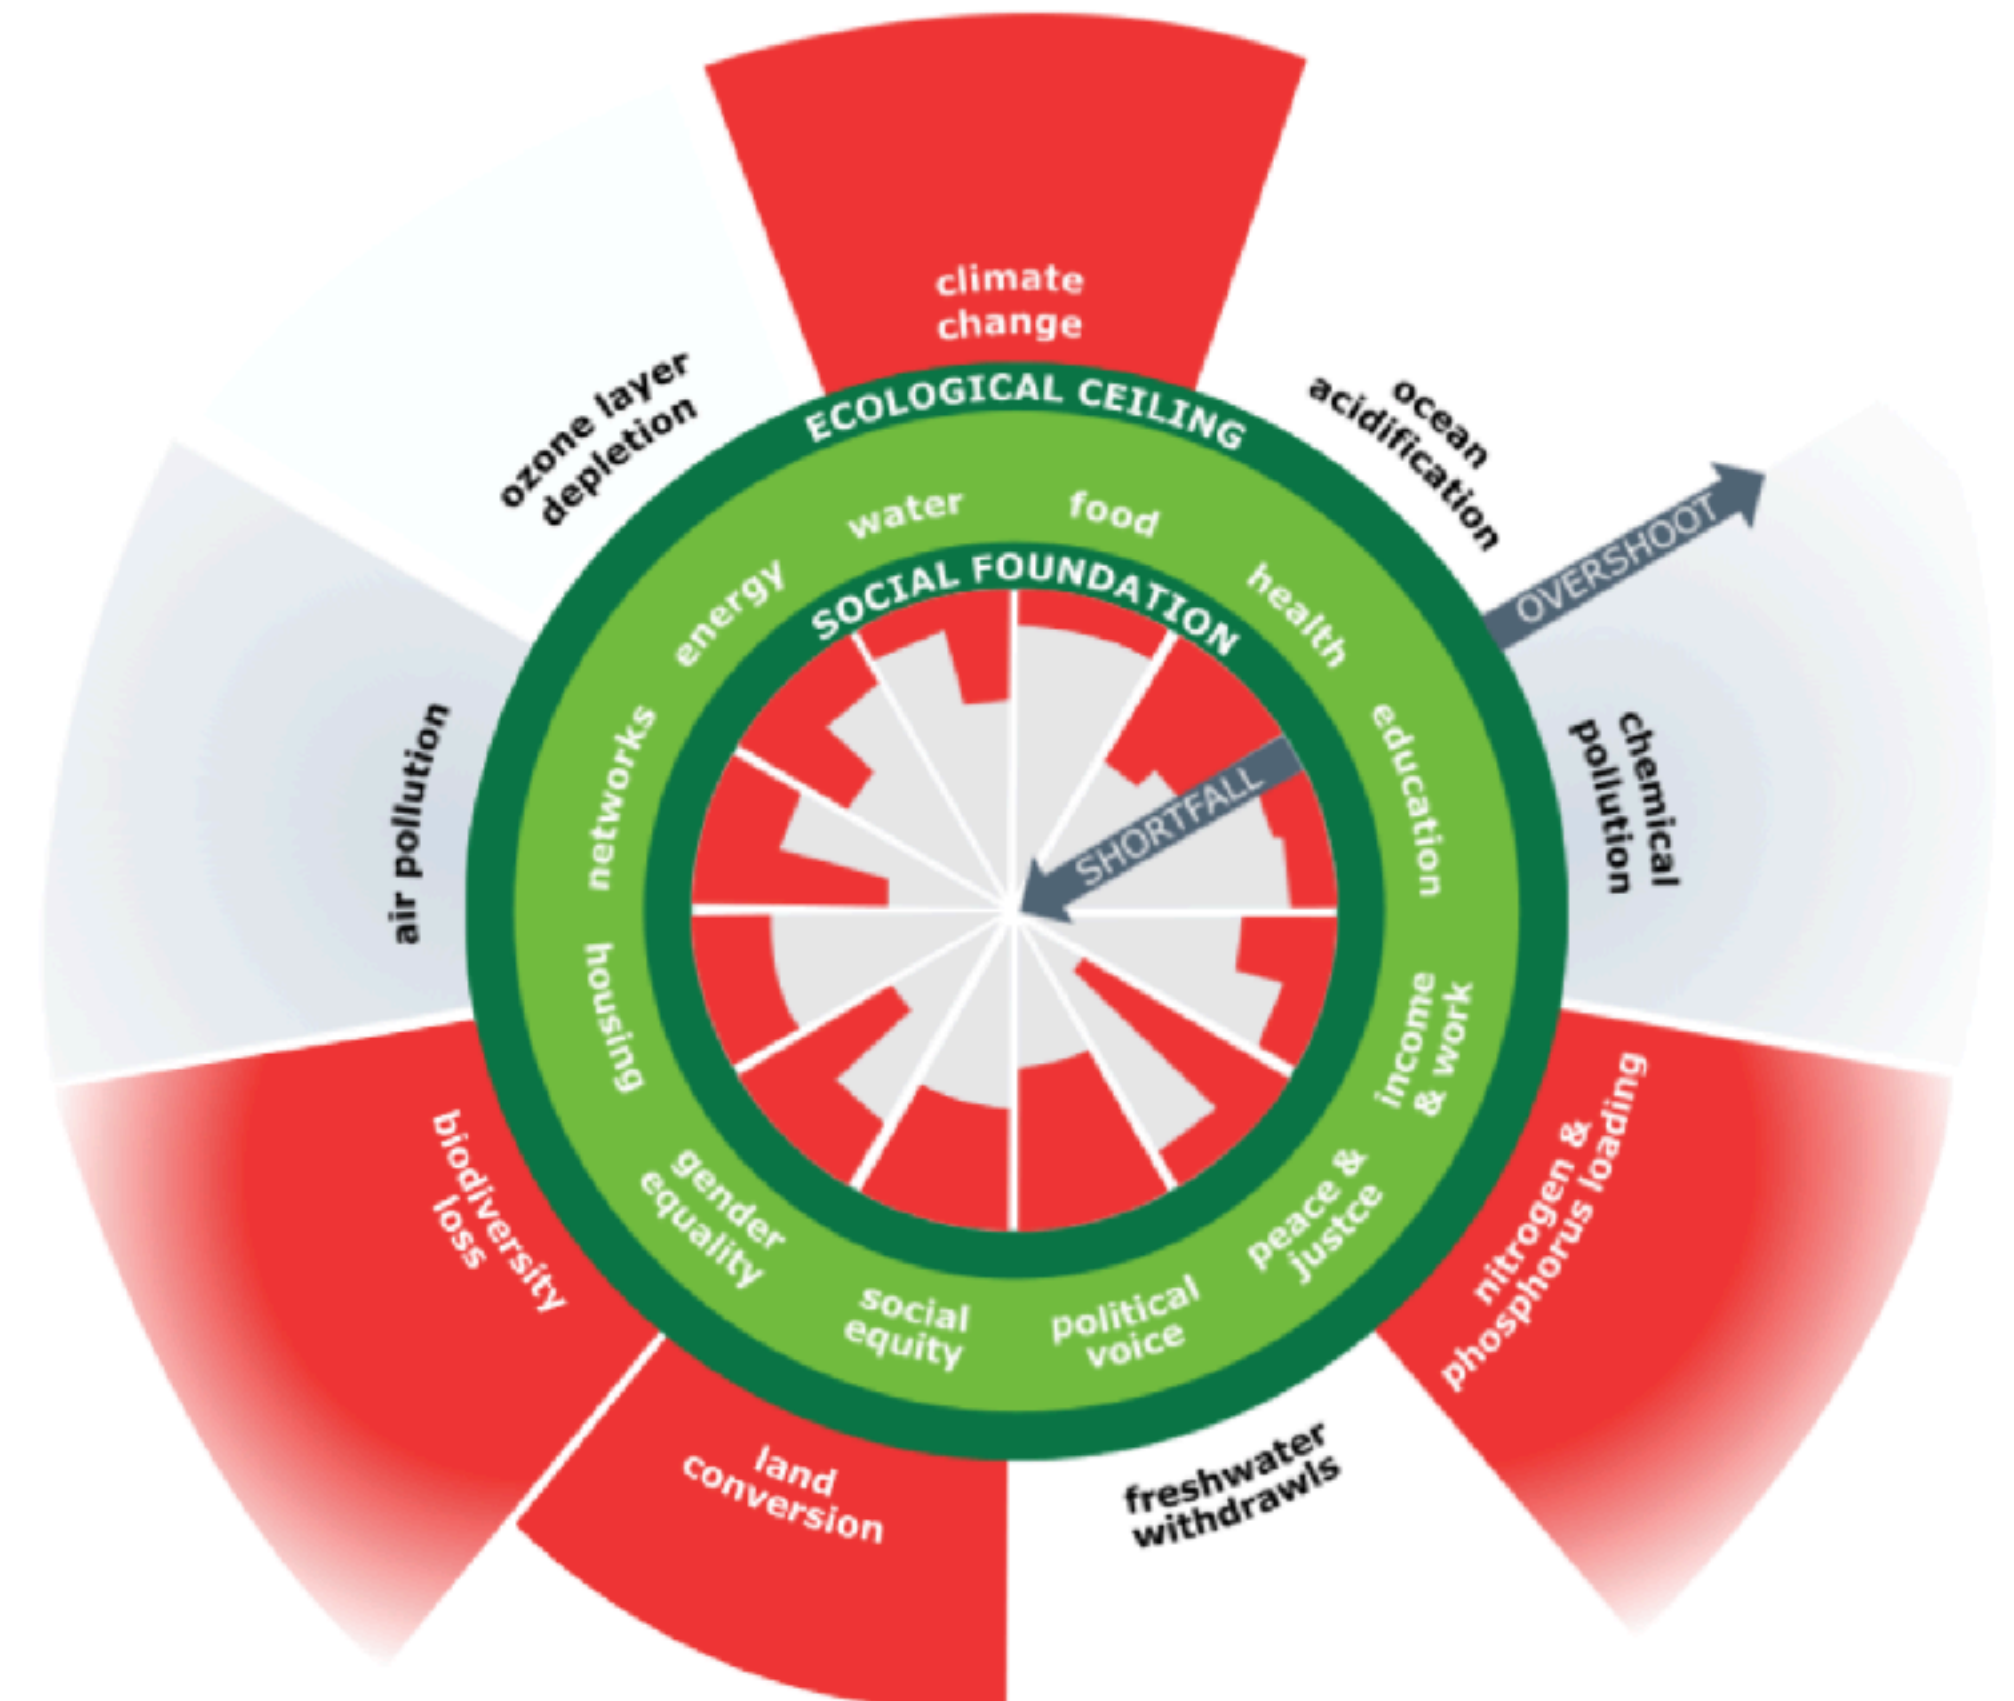 climate
change
ECOLOGICAL CEILING
ocean
acidification
OVERSHOOT
chemical
pollution
nitrogen &
phosphorus loading
freshwater
withdrawls
land
conversion
biodiversity
loss
air pollution
ozone layer
depletion
water
food
health
education
income
& work
peace &
justce
political
voice
social
equity
gender
equality
housing
networks
energy
SOCIAL FOUNDATION
SHORTFALL